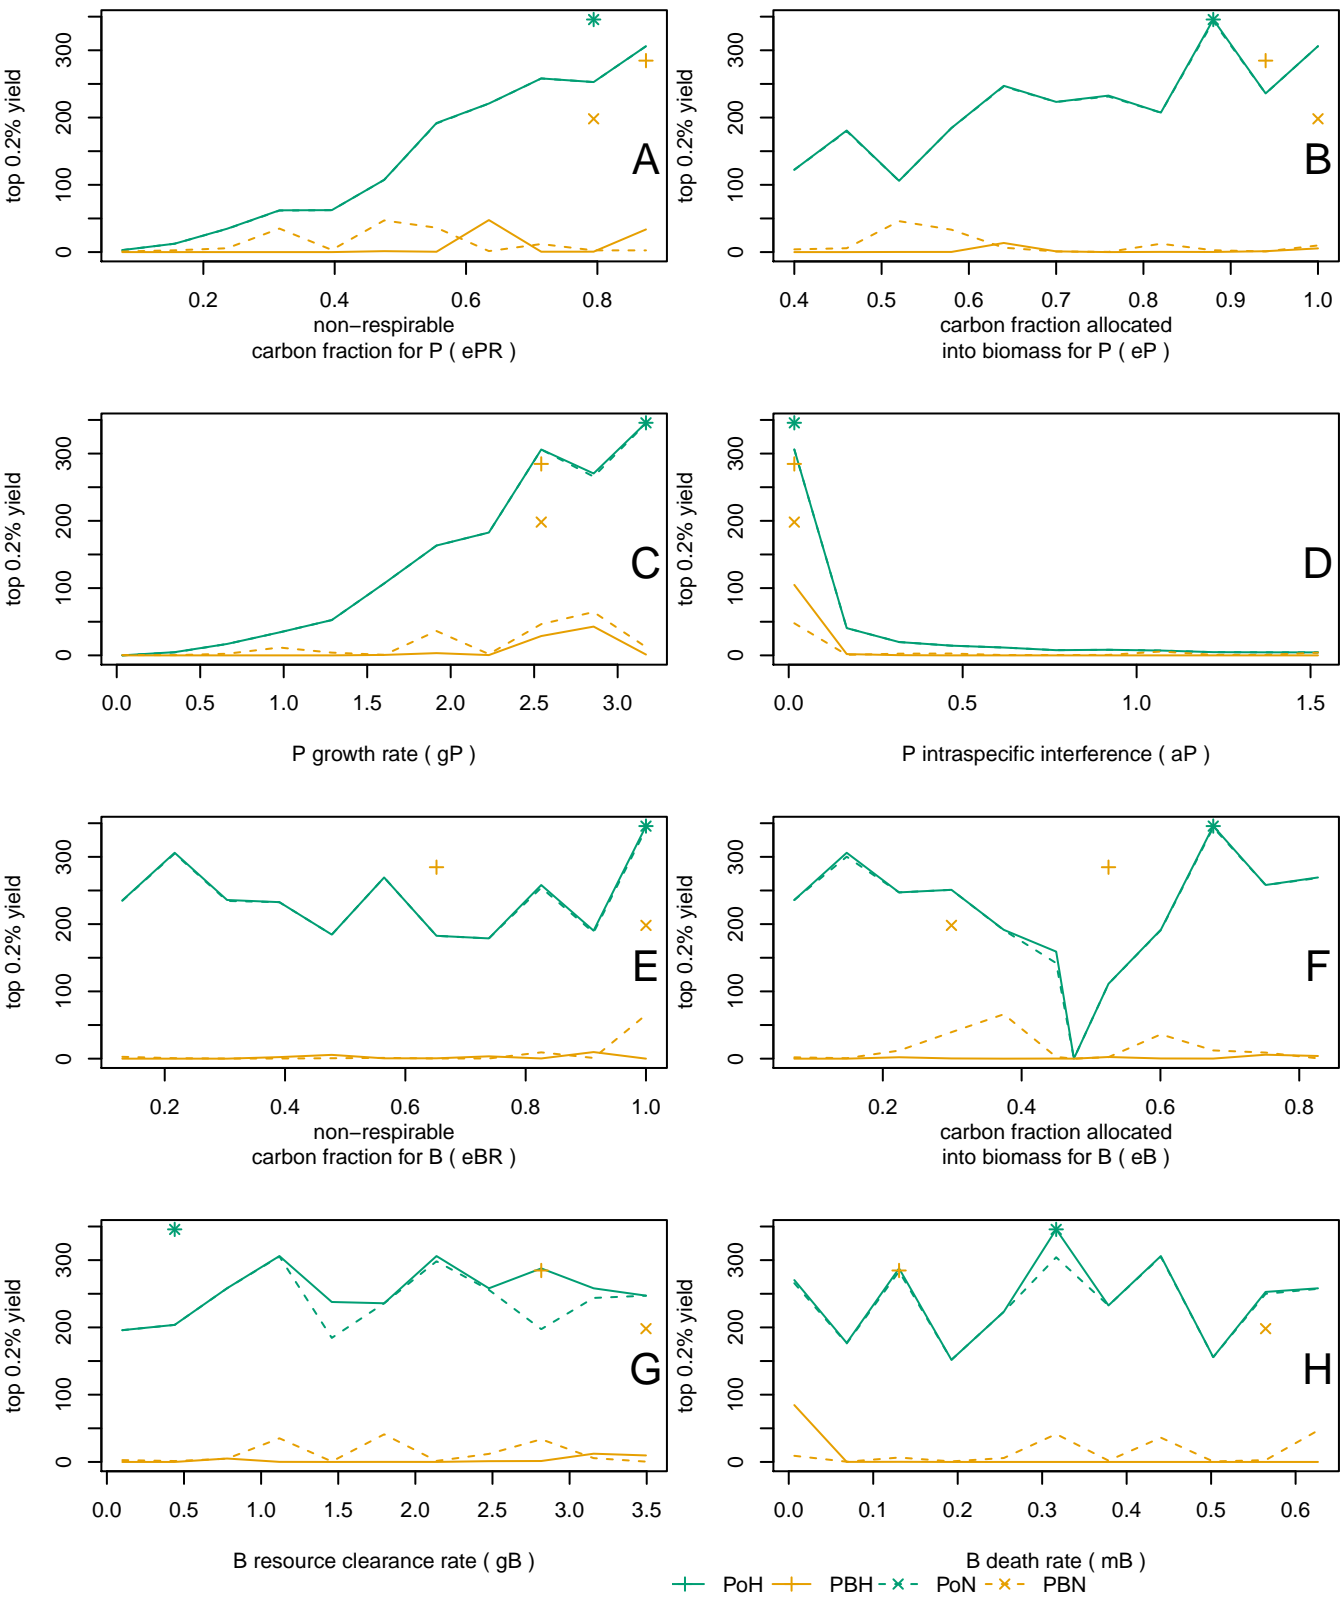 top 0.2% yield
0 100 200 300
A
0.2 0.4 0.6 0.8
non−respirable
carbon fraction for P ( ePR )
top 0.2% yield
0 100 200 300
B
0.4 0.5 0.6 0.7 0.8 0.9 1.0
carbon fraction allocated
into biomass for P ( eP )
top 0.2% yield
0 100 200 300
C
0.0 0.5 1.0 1.5 2.0 2.5 3.0
P growth rate ( gP )
top 0.2% yield
0 100 200 300
D
0.0 0.5 1.0 1.5
P intraspecific interference ( aP )
top 0.2% yield
0 100 200 300
E
0.2 0.4 0.6 0.8 1.0
non−respirable
carbon fraction for B ( eBR )
top 0.2% yield
0 100 200 300
F
0.2 0.4 0.6 0.8
carbon fraction allocated
into biomass for B ( eB )
top 0.2% yield
0 100 200 300
G
0.0 0.5 1.0 1.5 2.0 2.5 3.0 3.5
B resource clearance rate ( gB )
top 0.2% yield
0 100 200 300
H
0.0 0.1 0.2 0.3 0.4 0.5 0.6
B death rate ( mB )
PoH PBH PoN PBN